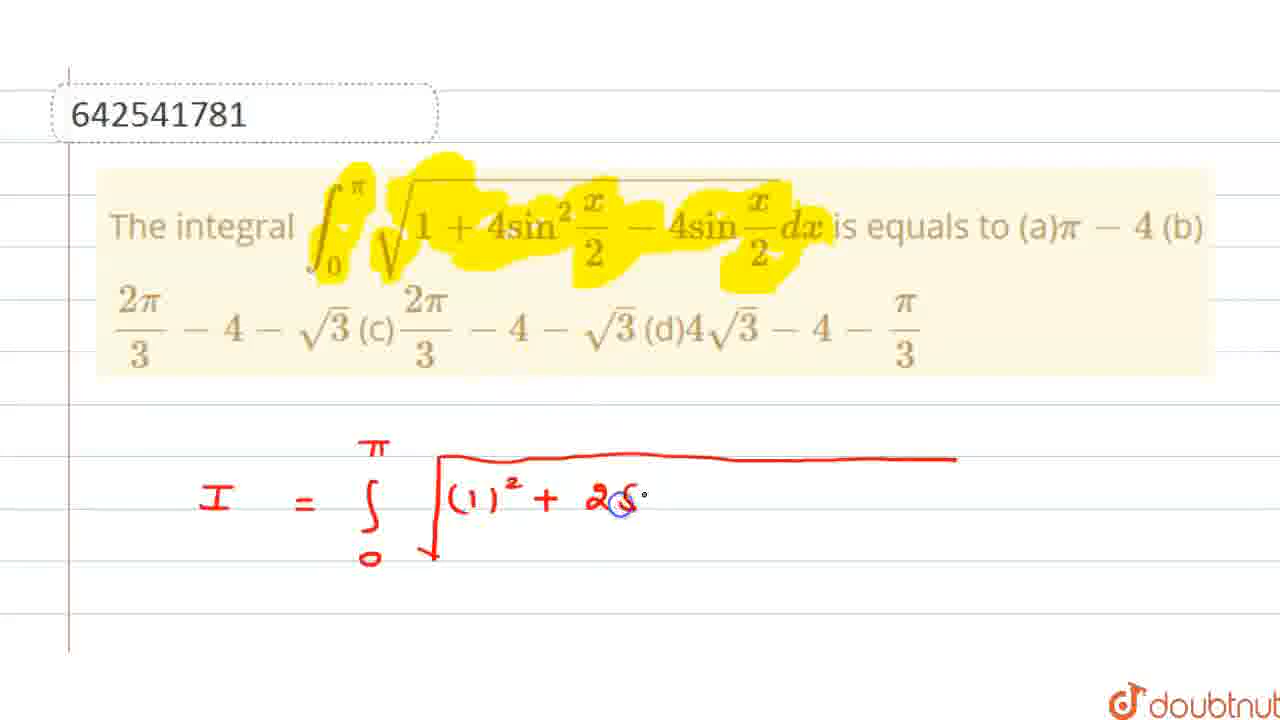 642541781
The integral ∫₀^π √(1 + 4sin² x/2 − 4sin x/2) dx is equals to (a)π − 4 (b)
2π/3 − 4 − √3 (c) 2π/3 − 4 − √3 (d)4√3 − 4 − π/3
I = ∫₀^π √((1)² + 2s
doubtnut